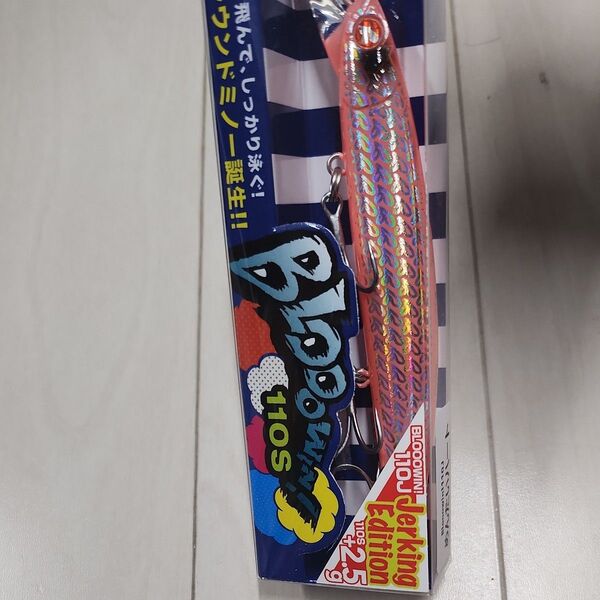 飛んで、しっかり泳ぐ!
ウンドミノー誕生!!
BLOOOWIN!
110S
BLOOOWIN!
110J
Jerking
Edition
110S
+2.5g